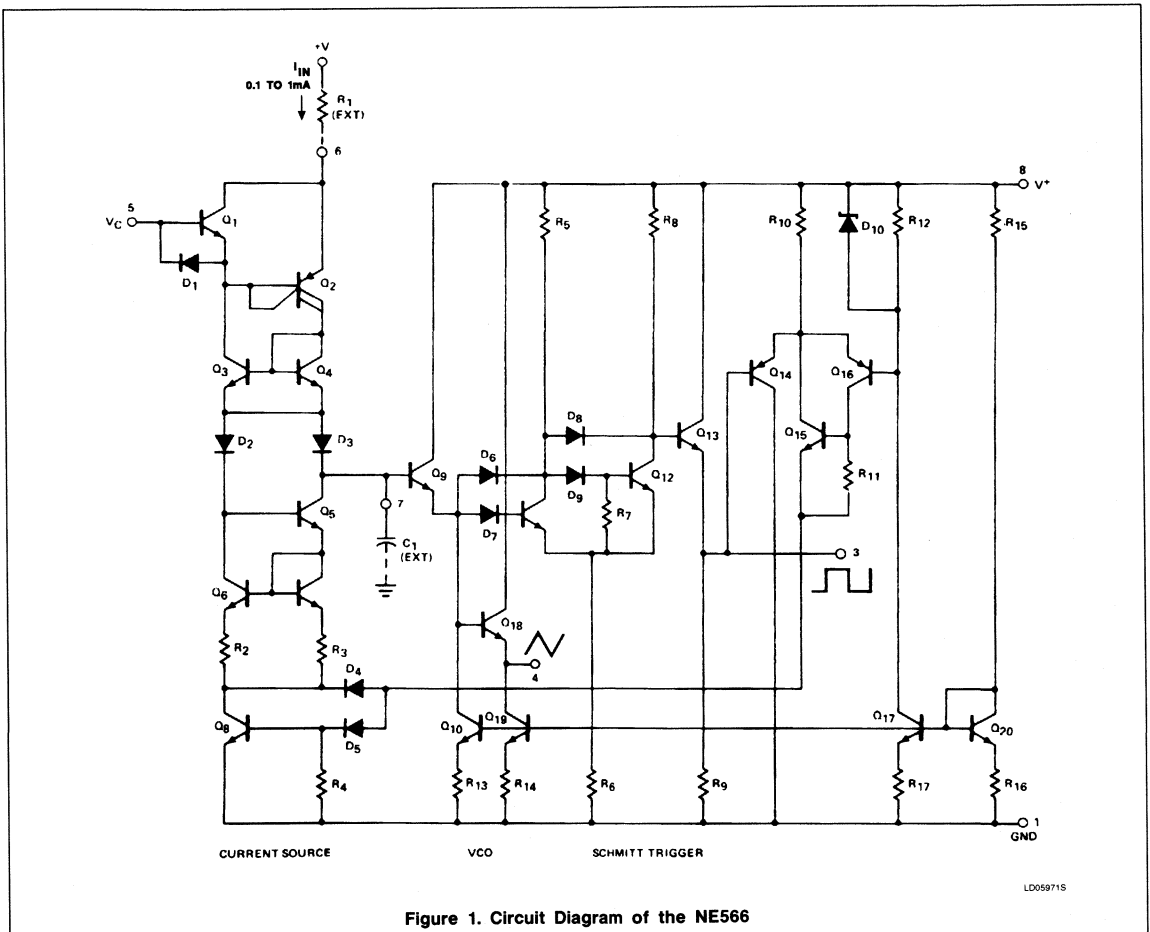 +V
I_IN
0.1 TO 1mA
R1
(EXT)
6
5
VC
Q1
D1
Q2
Q3
Q4
D2
D3
7
C1
(EXT)
Q5
Q6
R2
R3
D4
Q8
D5
R4
Q9
D6
D7
R5
D8
D9
R7
Q12
R8
Q13
Q18
4
Q10
Q19
R13
R14
R6
R9
R10
D10
R12
R15
8
V+
Q14
Q16
Q15
R11
3
Q17
Q20
R17
R16
1
GND
CURRENT SOURCE
VCO
SCHMITT TRIGGER
LD05971S
Figure 1. Circuit Diagram of the NE566